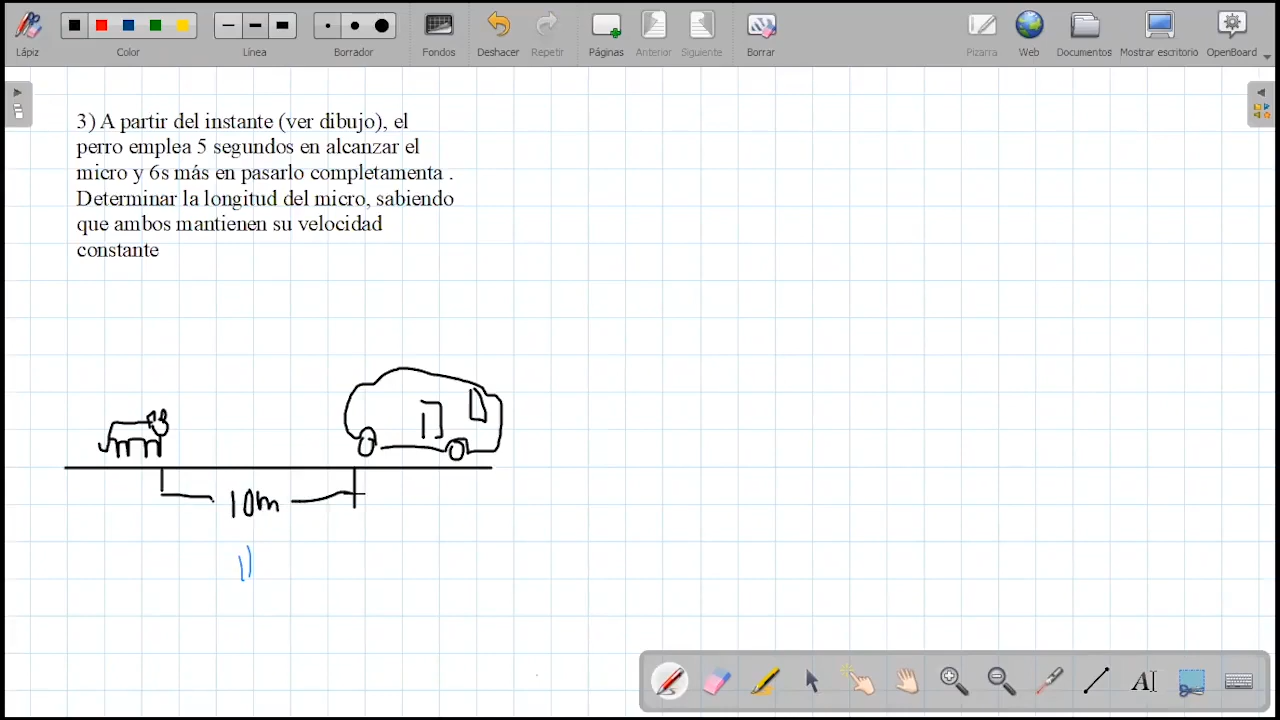 Lápiz
Color
Línea
Borrador
Fondos
Deshacer
Repetir
Páginas
Anterior
Siguiente
Borrar
Pizarra
Web
Documentos
Mostrar escritorio
OpenBoard
3) A partir del instante (ver dibujo), el
perro emplea 5 segundos en alcanzar el
micro y 6s más en pasarlo completamenta .
Determinar la longitud del micro, sabiendo
que ambos mantienen su velocidad
constante
10m